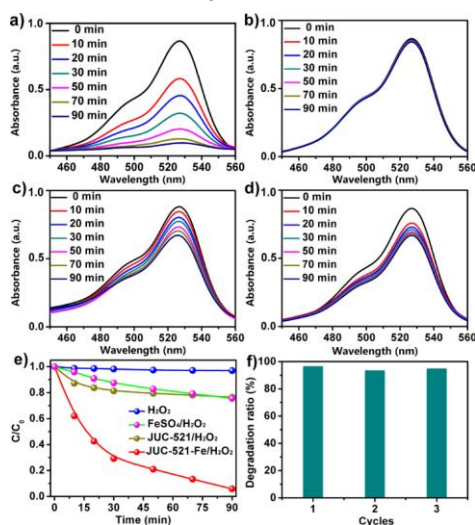 a)
0 min
10 min
20 min
30 min
50 min
70 min
90 min
Absorbance (a.u.)
1.0
0.5
0.0
460 480 500 520 540 560
Wavelength (nm)
b)
0 min
10 min
20 min
30 min
50 min
70 min
90 min
Absorbance (a.u.)
1.0
0.5
0.0
460 480 500 520 540 560
Wavelength (nm)
c)
0 min
10 min
20 min
30 min
50 min
70 min
90 min
Absorbance (a.u.)
1.0
0.5
0.0
460 480 500 520 540 560
Wavelength (nm)
d)
0 min
10 min
20 min
30 min
50 min
70 min
90 min
Absorbance (a.u.)
1.0
0.5
0.0
460 480 500 520 540 560
Wavelength (nm)
e)
C/C₀
1.0
0.8
0.6
0.4
0.2
0.0
H₂O₂
FeSO₄/H₂O₂
JUC-521/H₂O₂
JUC-521-Fe/H₂O₂
0 15 30 45 60 75 90
Time (min)
f)
Degradation ratio (%)
100
80
60
40
20
0
1 2 3
Cycles